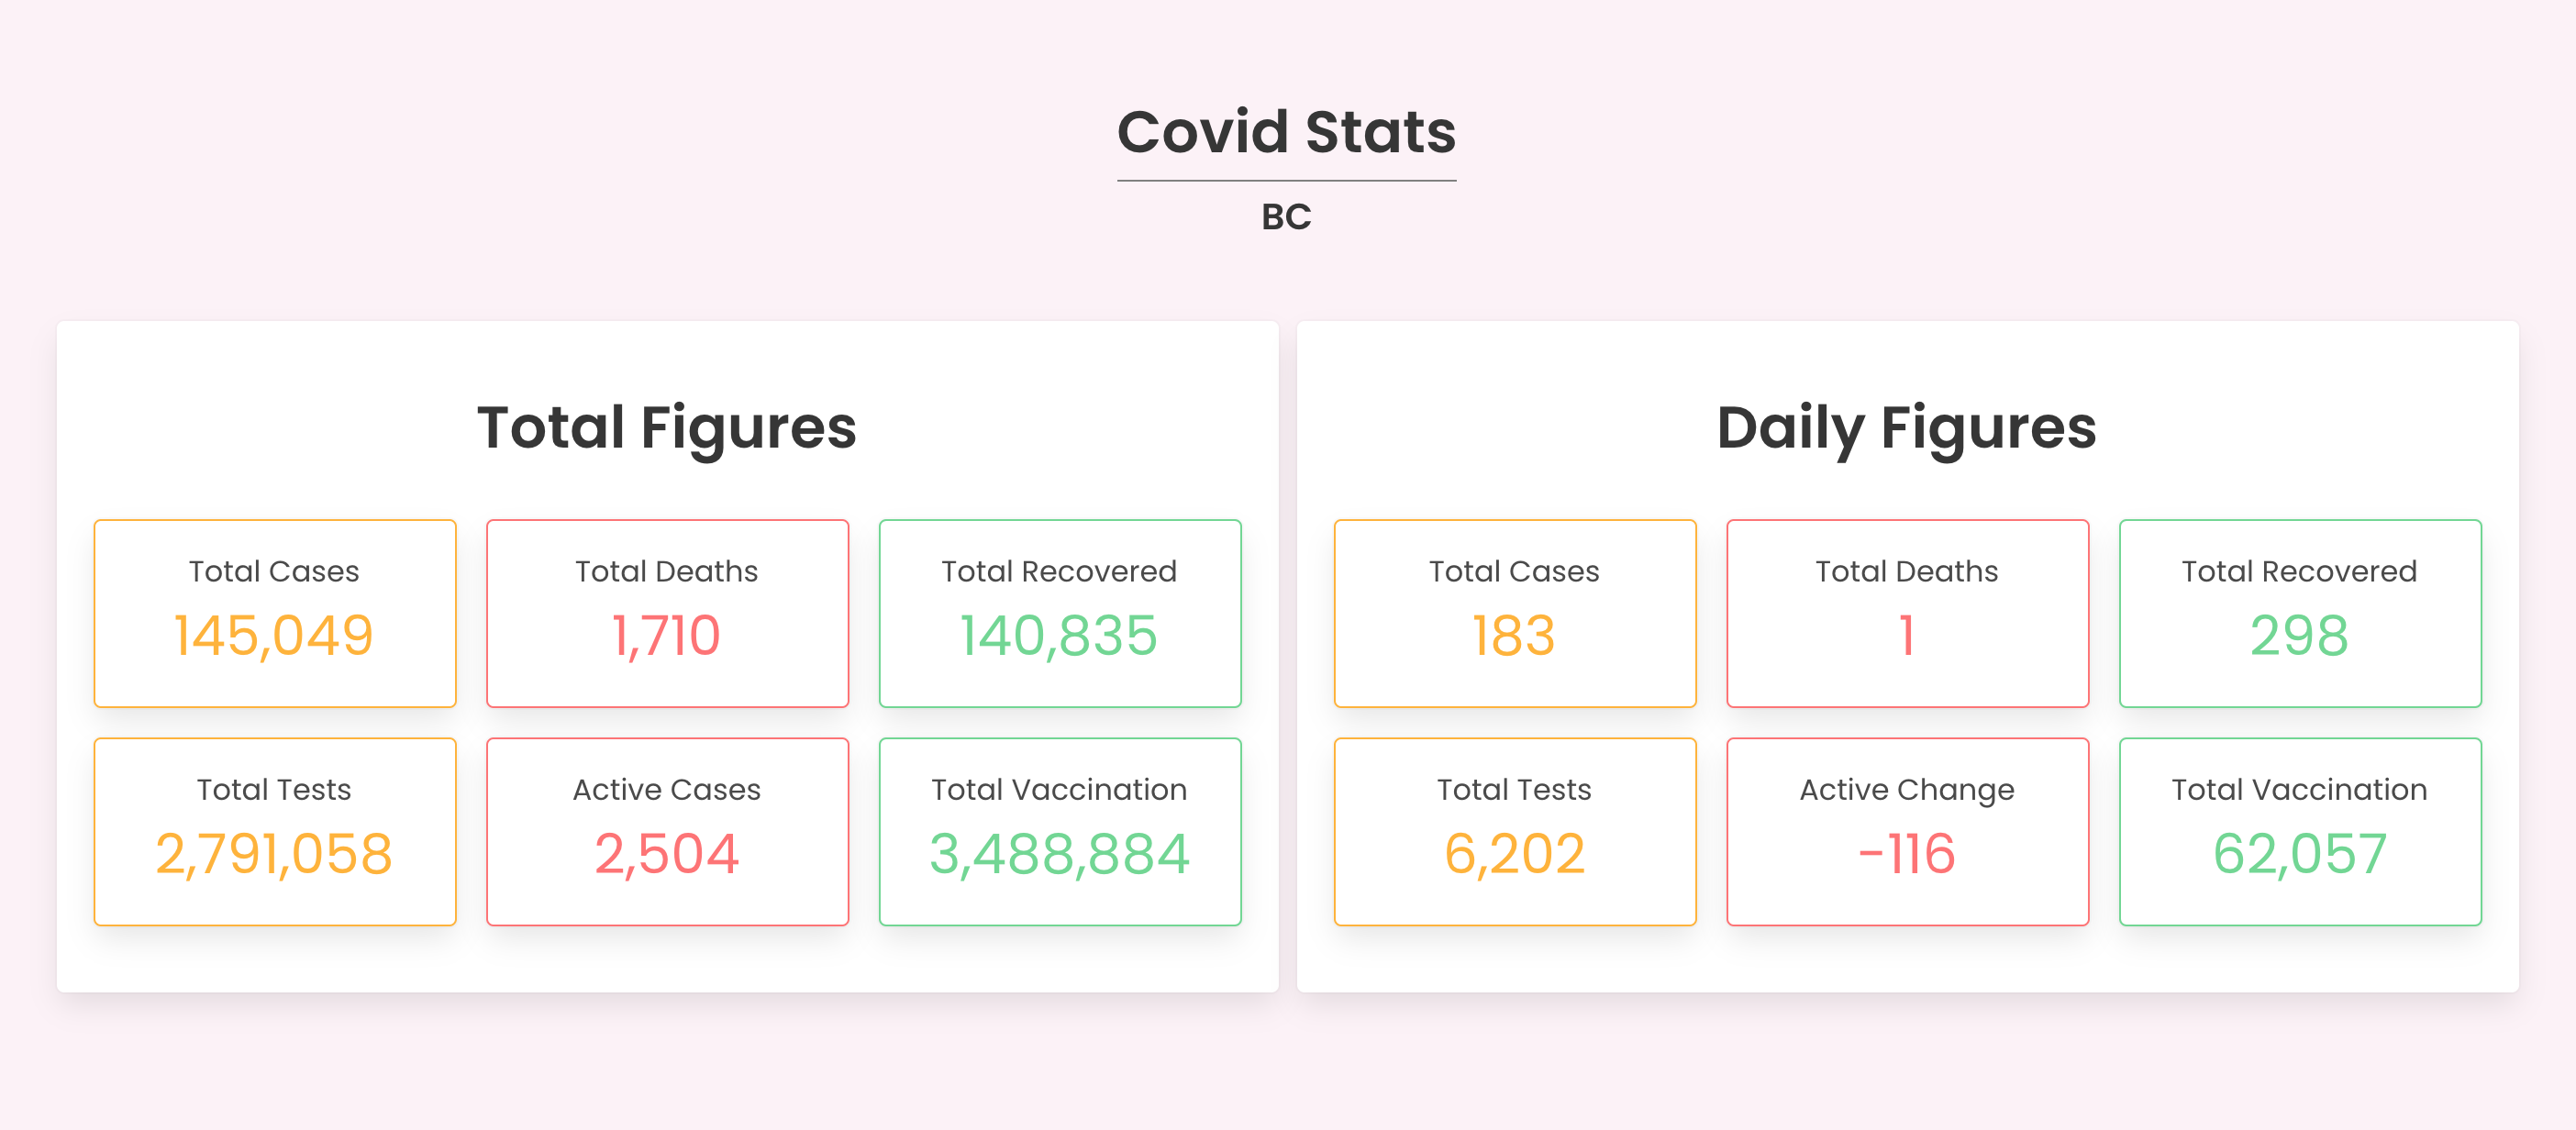 Covid Stats
BC
Total Figures
Total Cases
145,049
Total Deaths
1,710
Total Recovered
140,835
Total Tests
2,791,058
Active Cases
2,504
Total Vaccination
3,488,884
Daily Figures
Total Cases
183
Total Deaths
1
Total Recovered
298
Total Tests
6,202
Active Change
-116
Total Vaccination
62,057